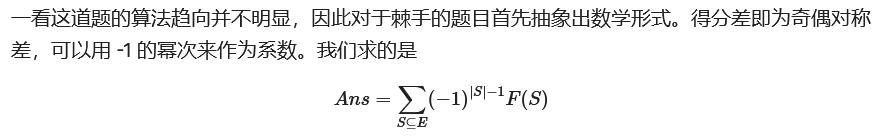 一看这道题的算法趋向并不明显，因此对于棘手的题目首先抽象出数学形式。得分差即为奇偶对称
差，可以用 -1 的幂次来作为系数。我们求的是
Ans = ∑_{S⊆E} (−1)^{|S|−1} F(S)